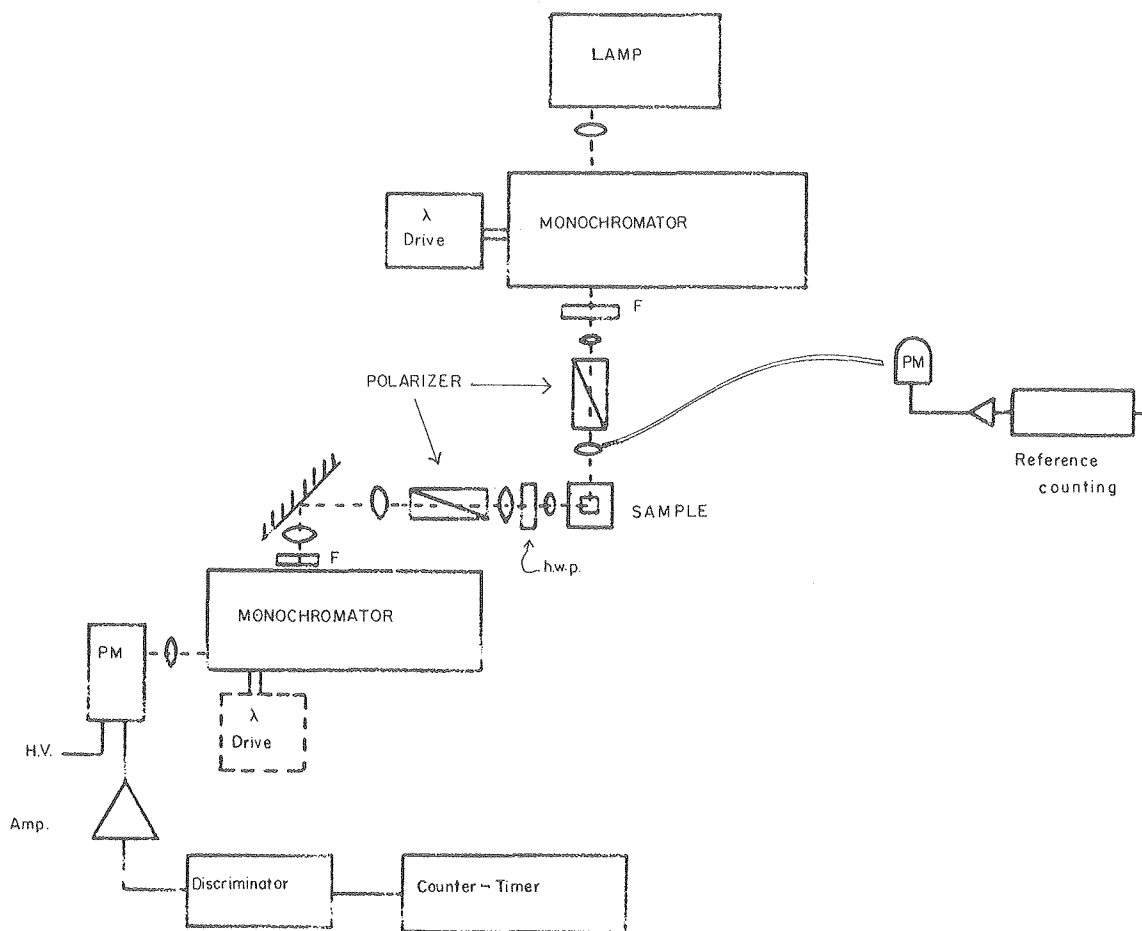 LAMP
λ
Drive
MONOCHROMATOR
F
POLARIZER
PM
Reference
counting
SAMPLE
h.w.p.
F
MONOCHROMATOR
PM
λ
Drive
H.V.
Amp.
Discriminator
Counter - Timer